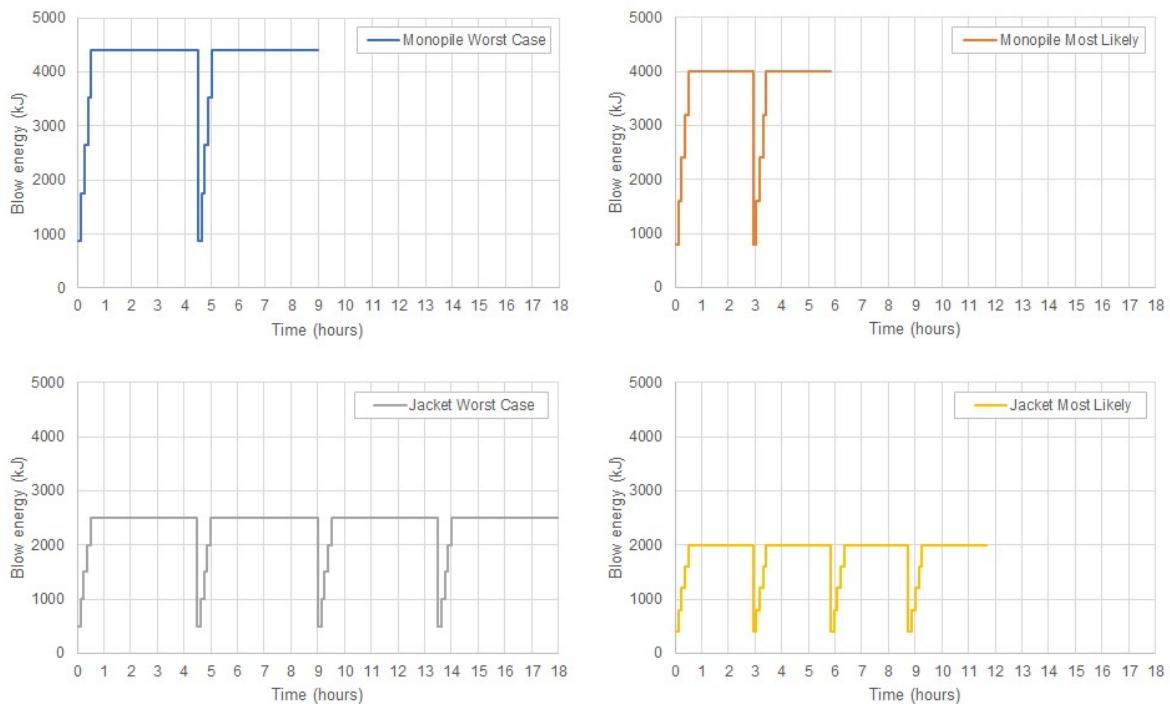 5000
4000
3000
2000
1000
0
Blow energy (kJ)
Monopile Worst Case
0 1 2 3 4 5 6 7 8 9 10 11 12 13 14 15 16 17 18
Time (hours)
5000
4000
3000
2000
1000
0
Blow energy (kJ)
Monopile Most Likely
0 1 2 3 4 5 6 7 8 9 10 11 12 13 14 15 16 17 18
Time (hours)
5000
4000
3000
2000
1000
0
Blow energy (kJ)
Jacket Worst Case
0 1 2 3 4 5 6 7 8 9 10 11 12 13 14 15 16 17 18
Time (hours)
5000
4000
3000
2000
1000
0
Blow energy (kJ)
Jacket Most Likely
0 1 2 3 4 5 6 7 8 9 10 11 12 13 14 15 16 17 18
Time (hours)